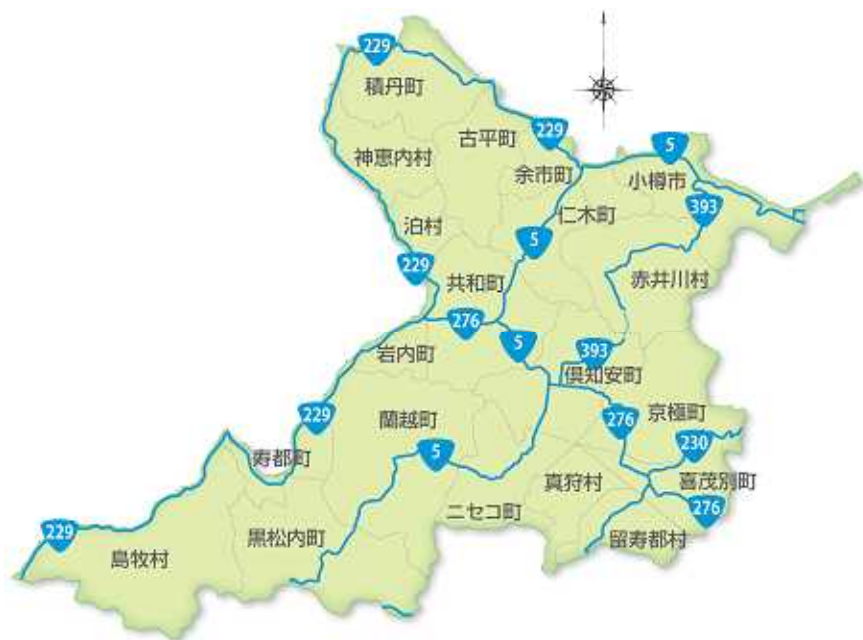 229
積丹町
古平町
229
5
神恵内村
余市町
小樽市
393
仁木町
泊村
5
229
共和町
赤井川村
276
5
岩内町
393
倶知安町
229
蘭越町
276
京極町
230
寿都町
5
真狩村
喜茂別町
ニセコ町
276
229
島牧村
黒松内町
留寿都村